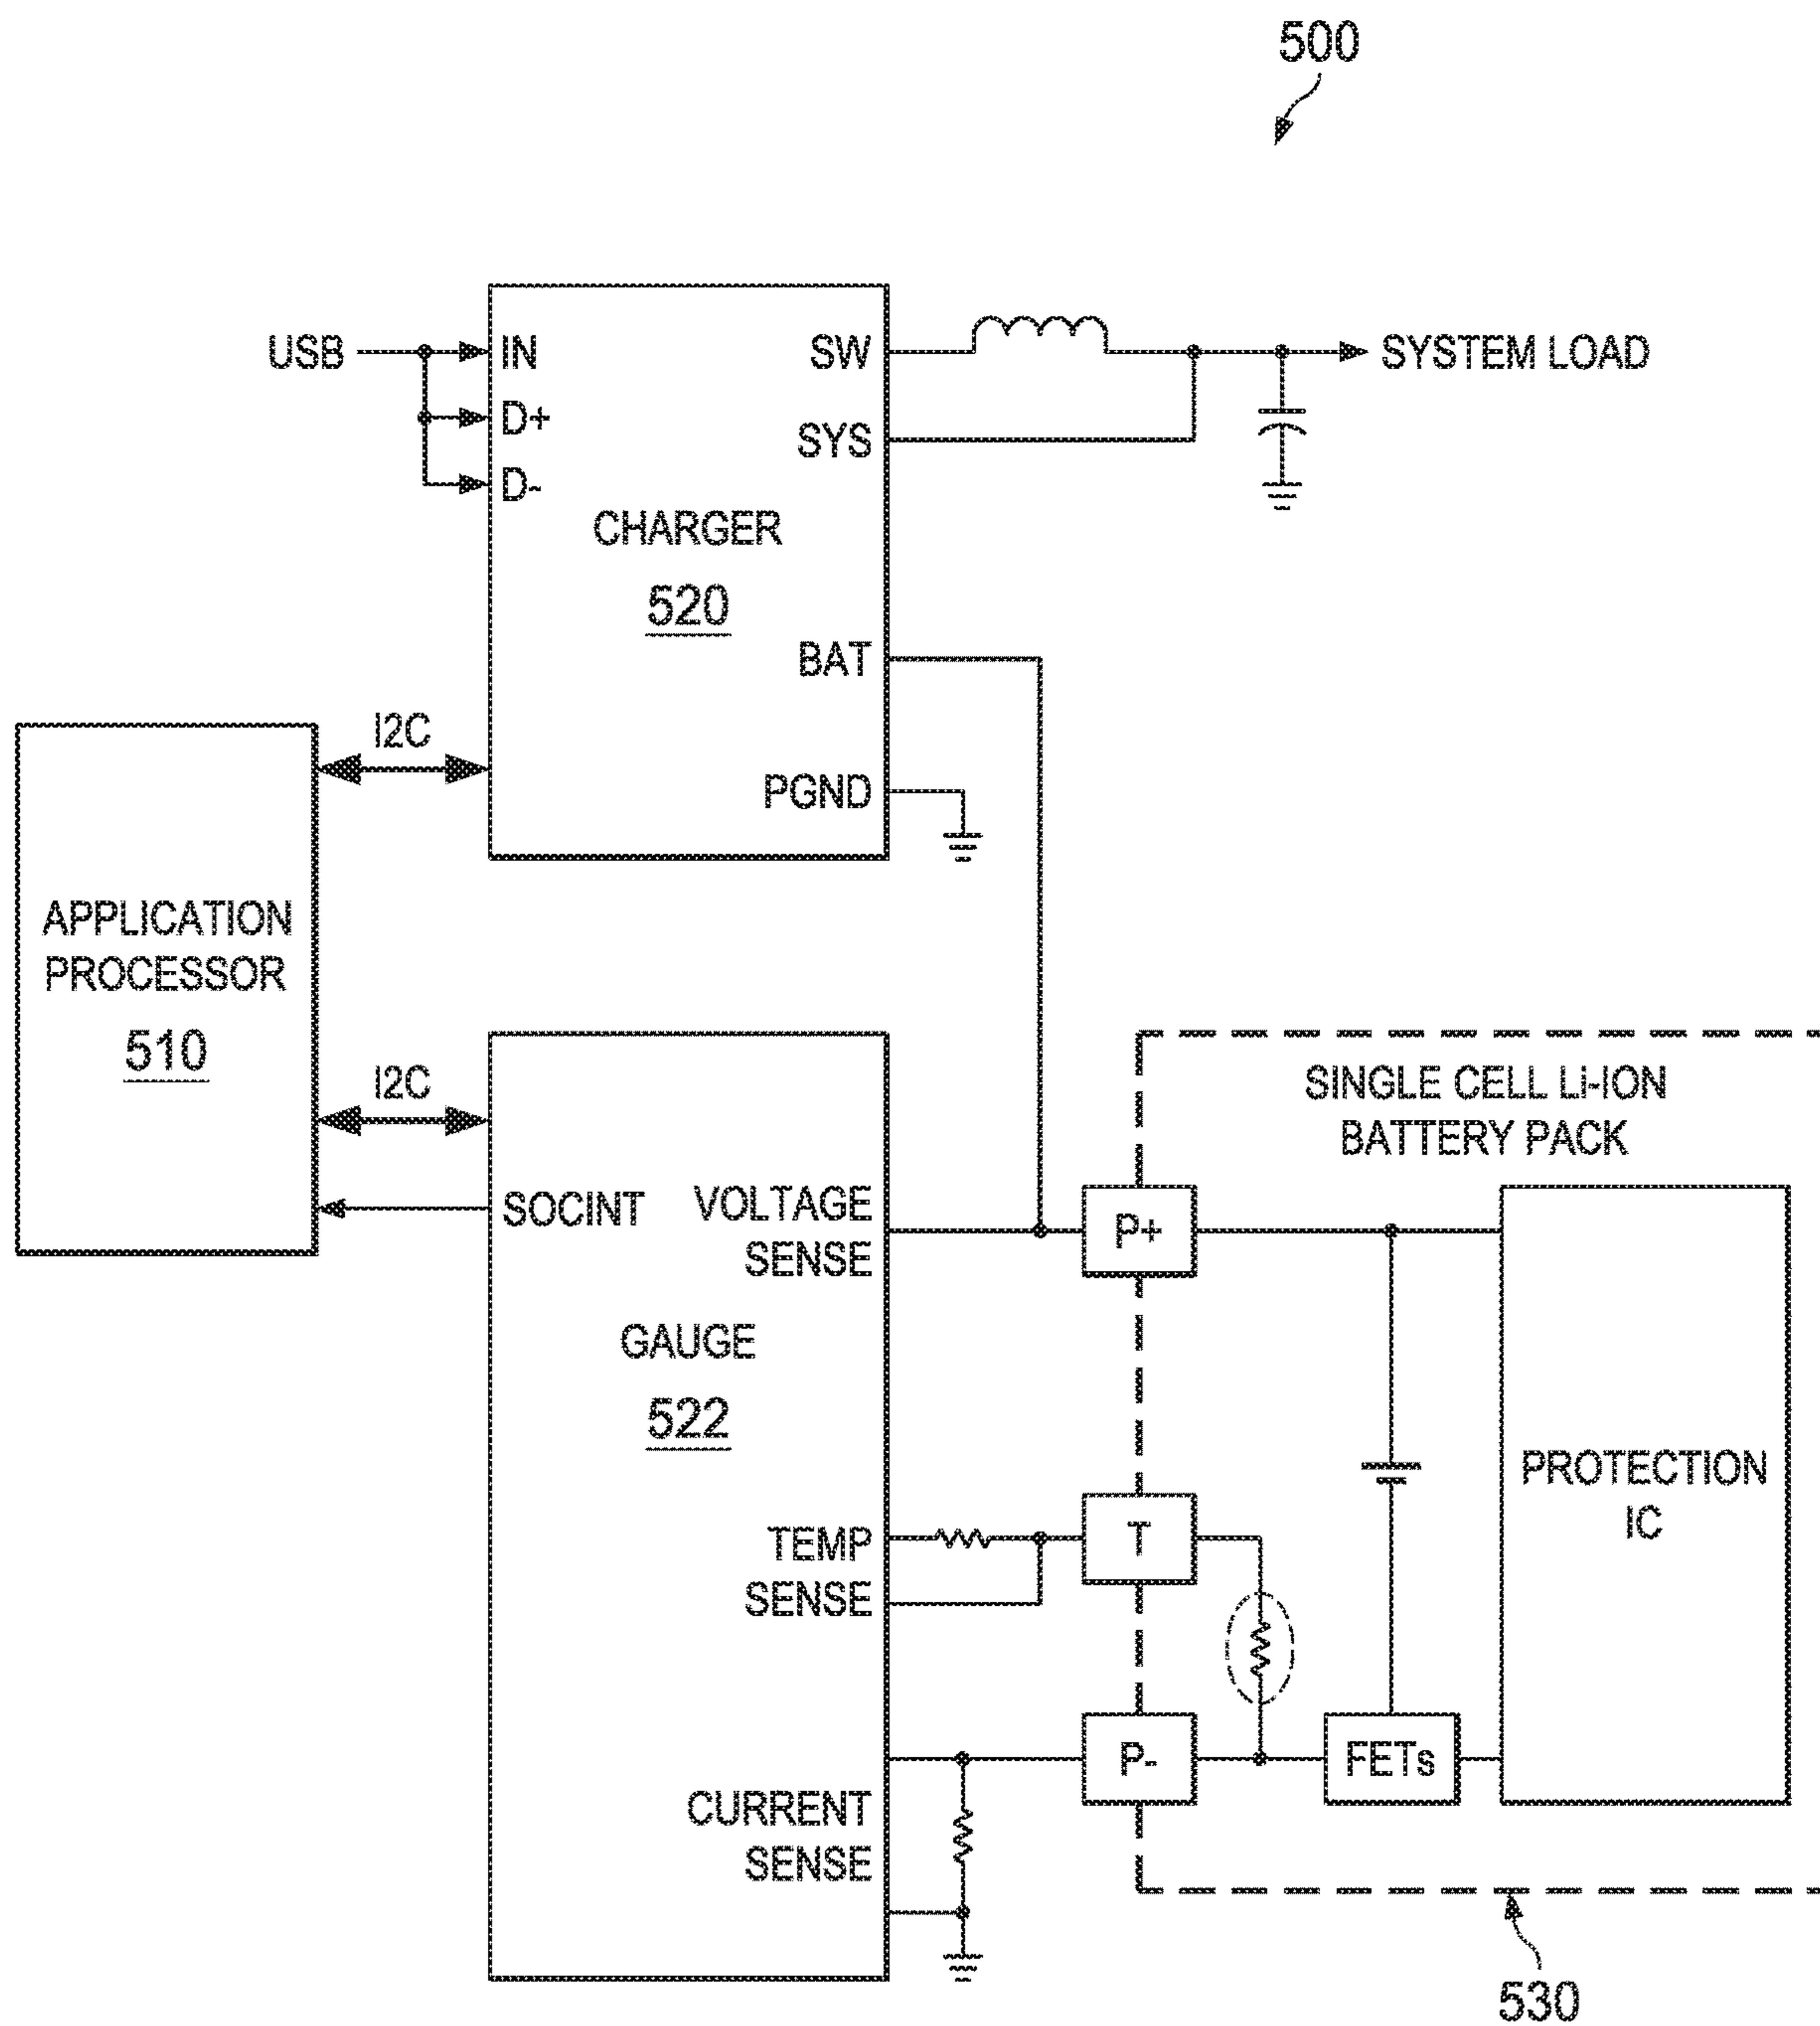 500
USB
IN
D+
D-
SW
SYS
SYSTEM LOAD
CHARGER
520
BAT
PGND
I2C
APPLICATION
PROCESSOR
510
I2C
SOCINT
VOLTAGE
SENSE
GAUGE
522
TEMP
SENSE
CURRENT
SENSE
SINGLE CELL LI-ION
BATTERY PACK
P+
T
P-
FETs
PROTECTION
IC
530